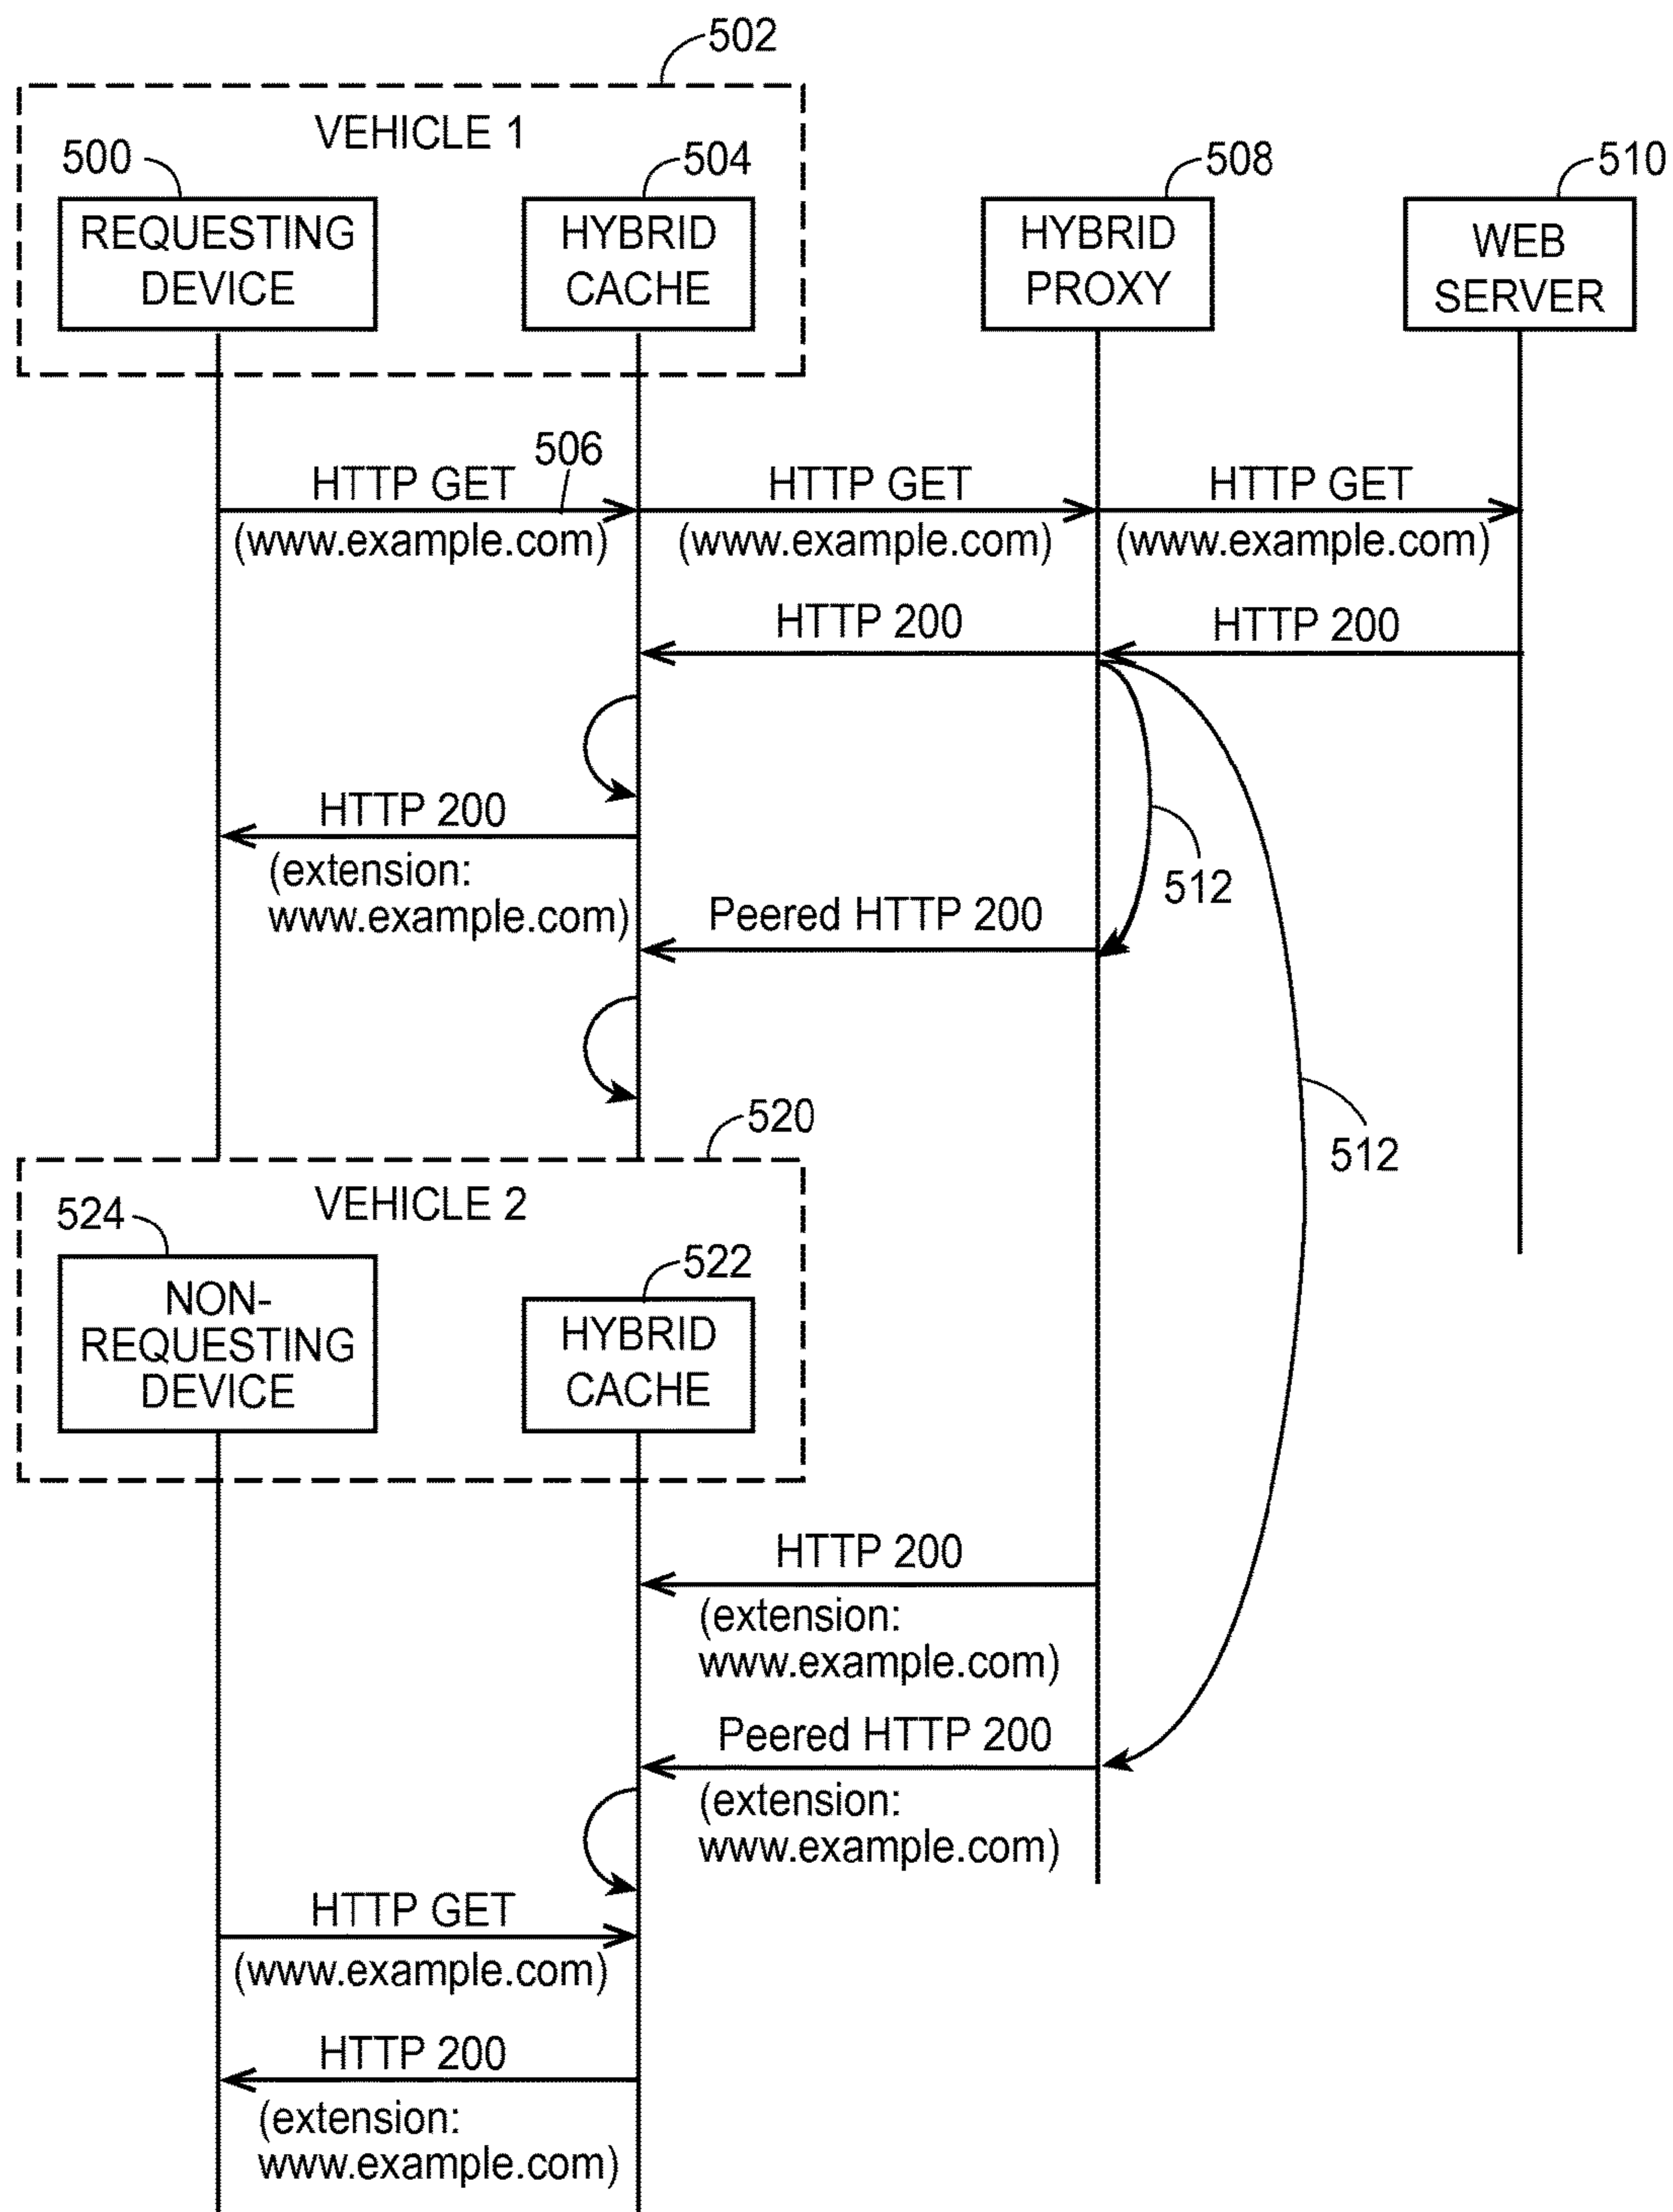 502
VEHICLE 1
500
504
508
510
REQUESTING
DEVICE
HYBRID
CACHE
HYBRID
PROXY
WEB
SERVER
506
HTTP GET
(www.example.com)
HTTP GET
(www.example.com)
HTTP GET
(www.example.com)
HTTP 200
HTTP 200
HTTP 200
(extension:
www.example.com)
512
Peered HTTP 200
520
512
VEHICLE 2
524
522
NON-
REQUESTING
DEVICE
HYBRID
CACHE
HTTP 200
(extension:
www.example.com)
Peered HTTP 200
(extension:
www.example.com)
HTTP GET
(www.example.com)
HTTP 200
(extension:
www.example.com)